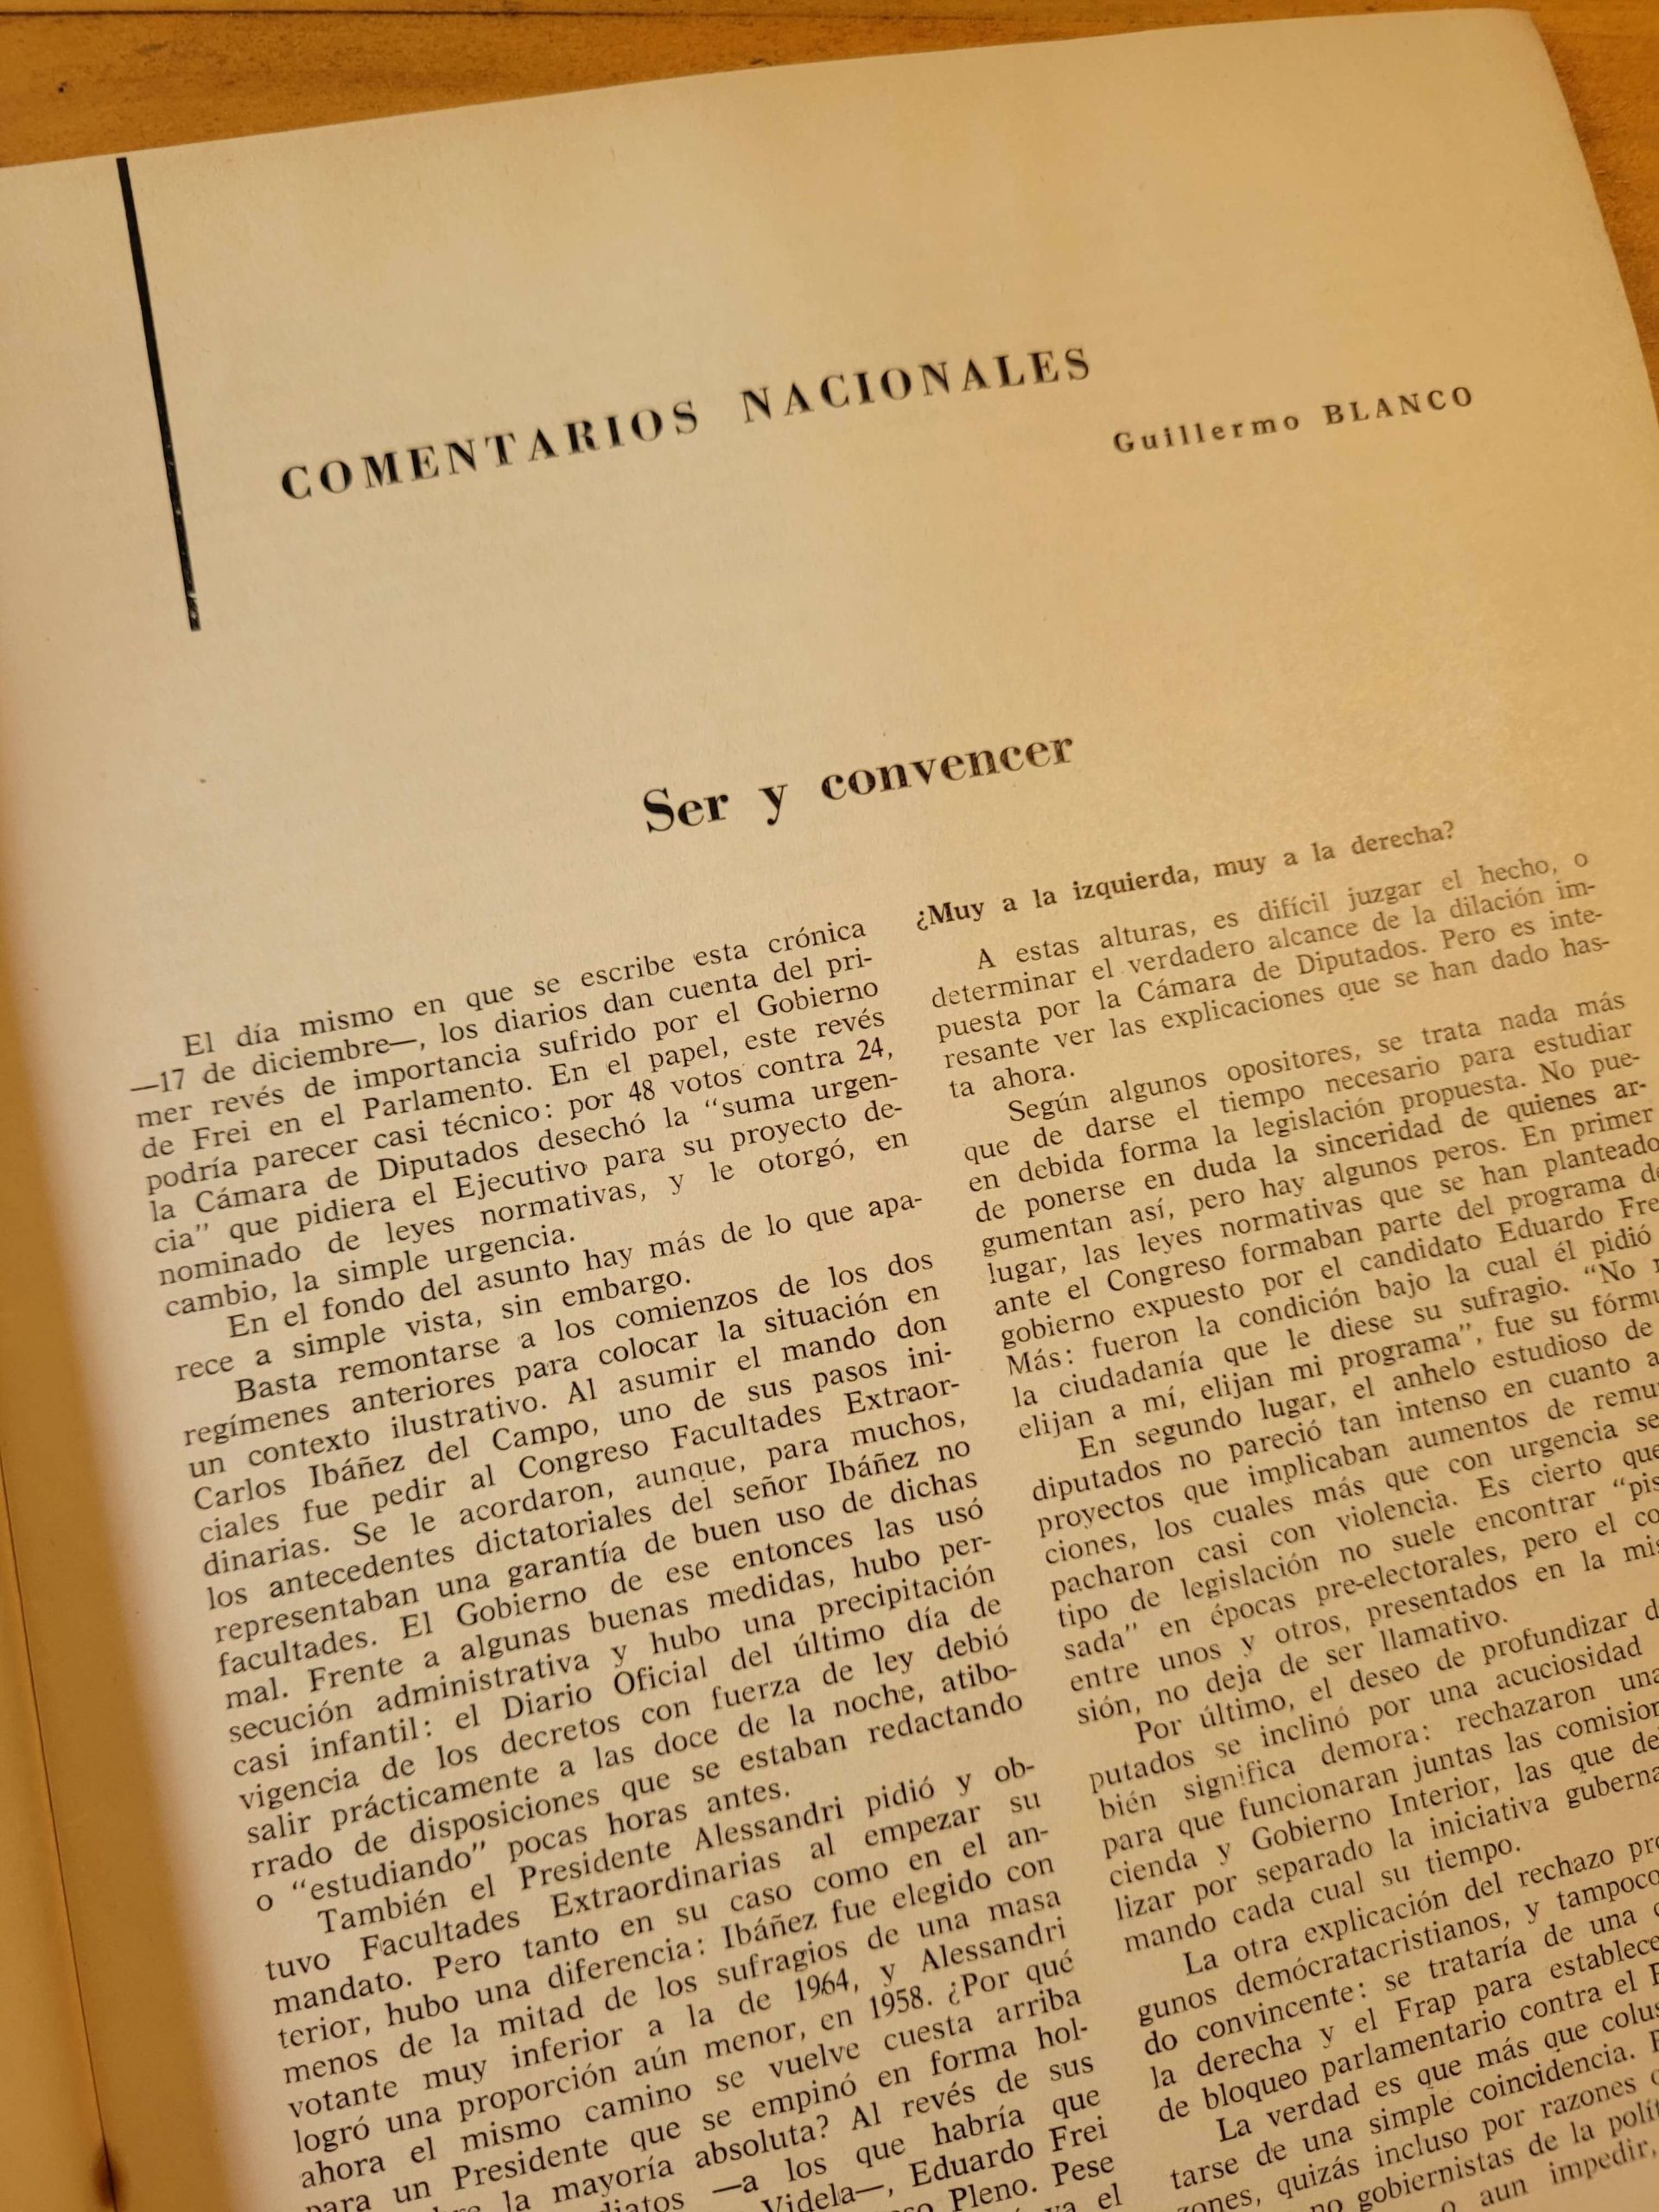 COMENTARIOS NACIONALES
Guillermo BLANCO
Ser y convencer
El día mismo en que se escribe esta crónica
—17 de diciembre—, los diarios dan cuenta del pri-
mer revés de importancia sufrido por el Gobierno
de Frei en el Parlamento. En el papel, este revés
podría parecer casi técnico: por 48 votos contra 24,
la Cámara de Diputados desechó la “suma urgen-
cia” que pidiera el Ejecutivo para su proyecto de-
nominado de leyes normativas, y le otorgó, en
cambio, la simple urgencia.
En el fondo del asunto hay más de lo que apa-
rece a simple vista, sin embargo.
Basta remontarse a los comienzos de los dos
regímenes anteriores para colocar la situación en
un contexto ilustrativo. Al asumir el mando don
Carlos Ibáñez del Campo, uno de sus pasos ini-
ciales fue pedir al Congreso Facultades Extraor-
dinarias. Se le acordaron, aunque, para muchos,
los antecedentes dictatoriales del señor Ibáñez no
representaban una garantía de buen uso de dichas
facultades. El Gobierno de ese entonces las usó
mal. Frente a algunas buenas medidas, hubo per-
secución administrativa y hubo una precipitación
casi infantil: el Diario Oficial del último día de
vigencia de los decretos con fuerza de ley debió
salir prácticamente a las doce de la noche, atibo-
rrado de disposiciones que se estaban redactando
o “estudiando” pocas horas antes.
También el Presidente Alessandri pidió y ob-
tuvo Facultades Extraordinarias al empezar su
mandato. Pero tanto en su caso como en el an-
terior, hubo una diferencia: Ibáñez fue elegido con
menos de la mitad de los sufragios de una masa
votante muy inferior a la de 1964, y Alessandri
logró una proporción aún menor, en 1958. ¿Por qué
ahora el mismo camino se vuelve cuesta arriba
para un Presidente que se empinó en forma hol-
la mayoría absoluta? Al revés de sus
—a los que habría que
Videla—, Eduardo Frei
Pleno. Pese
el
¿Muy a la izquierda, muy a la derecha?
A estas alturas, es difícil juzgar el hecho, o
determinar el verdadero alcance de la dilación im-
puesta por la Cámara de Diputados. Pero es inte-
resante ver las explicaciones que se han dado has-
ta ahora.
Según algunos opositores, se trata nada más
que de darse el tiempo necesario para estudiar
en debida forma la legislación propuesta. No pue-
de ponerse en duda la sinceridad de quienes ar-
gumentan así, pero hay algunos peros. En primer
lugar, las leyes normativas que se han planteado
ante el Congreso formaban parte del programa de
gobierno expuesto por el candidato Eduardo Frei
Más: fueron la condición bajo la cual él pidió
la ciudadanía que le diese su sufragio. “No
elijan a mí, elijan mi programa”, fue su
En segundo lugar, el anhelo estudioso de
diputados no pareció tan intenso en cuanto
proyectos que implicaban aumentos de
ciones, los cuales más que con urgencia
pacharon casi con violencia. Es cierto que
tipo de legislación no suele encontrar
sada” en épocas pre-electorales, pero el
entre unos y otros, presentados en la
sión, no deja de ser llamativo.
Por último, el deseo de profundizar
putados se inclinó por una acuciosidad
bién significa demora: rechazaron una
para que funcionaran juntas las
cienda y Gobierno Interior, las que
lizar por separado la iniciativa
mando cada cual su tiempo.
La otra explicación del rechazo
gunos demócratacristianos, y tampoco
do convincente: se trataría de una
la derecha y el Frap para
de bloqueo parlamentario contra el
La verdad es que más que
tarse de una simple coincidencia.
zones, quizás incluso por razones
no gobiernistas de la
o aun impedir,